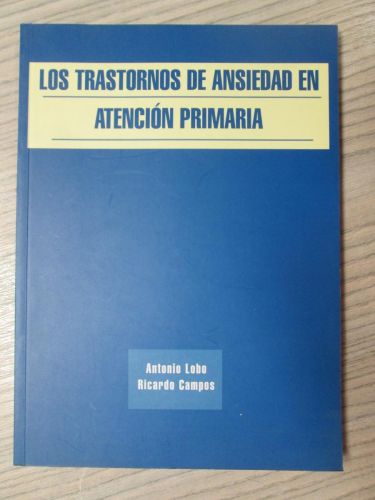 LOS TRASTORNOS DE ANSIEDAD EN
ATENCIÓN PRIMARIA
Antonio Lobo
Ricardo Campos